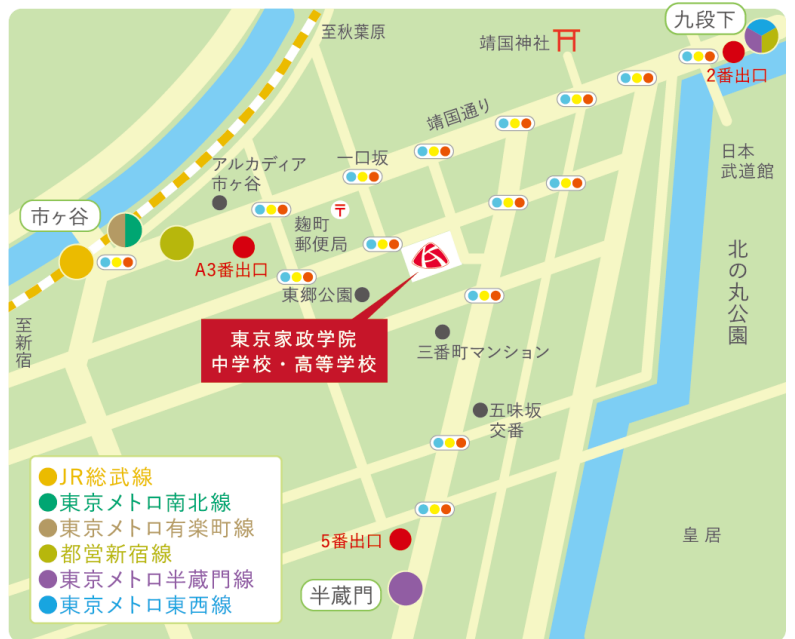 至秋葉原
靖国神社
九段下
2番出口
靖国通り
日本
武道館
一口坂
アルカディア
市ヶ谷
市ヶ谷
〒
麹町
郵便局
A3番出口
北の丸公園
東郷公園
至新宿
東京家政学院
中学校・高等学校
三番町マンション
五味坂
交番
JR総武線
東京メトロ南北線
東京メトロ有楽町線
都営新宿線
東京メトロ半蔵門線
東京メトロ東西線
5番出口
皇居
半蔵門